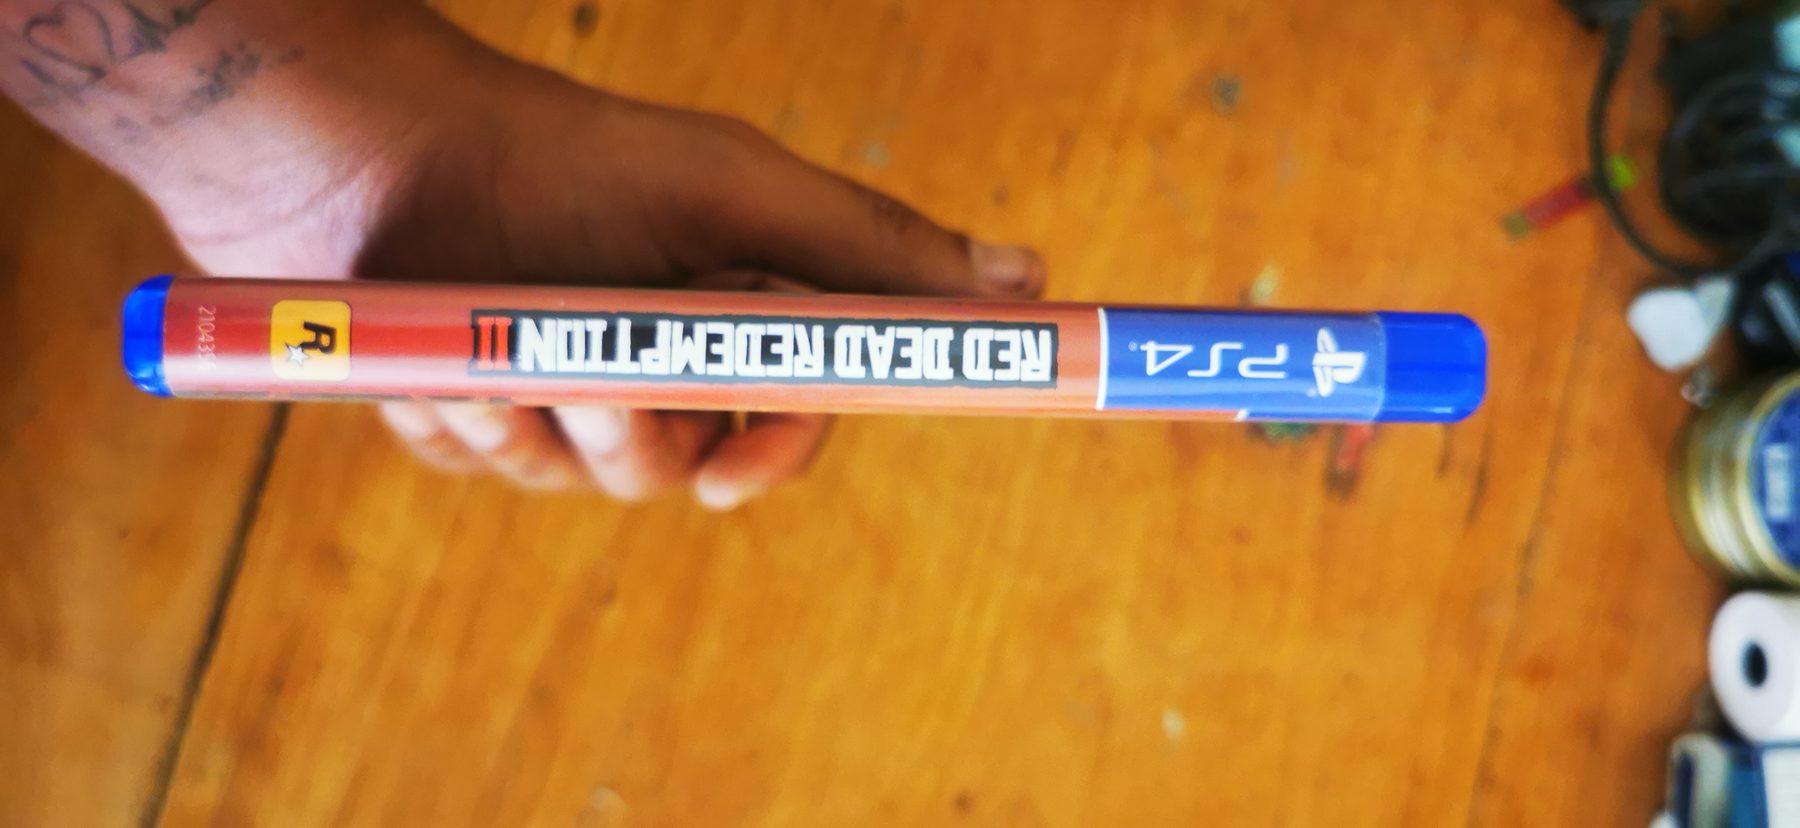 PS4
RED DEAD REDEMPTION II
R